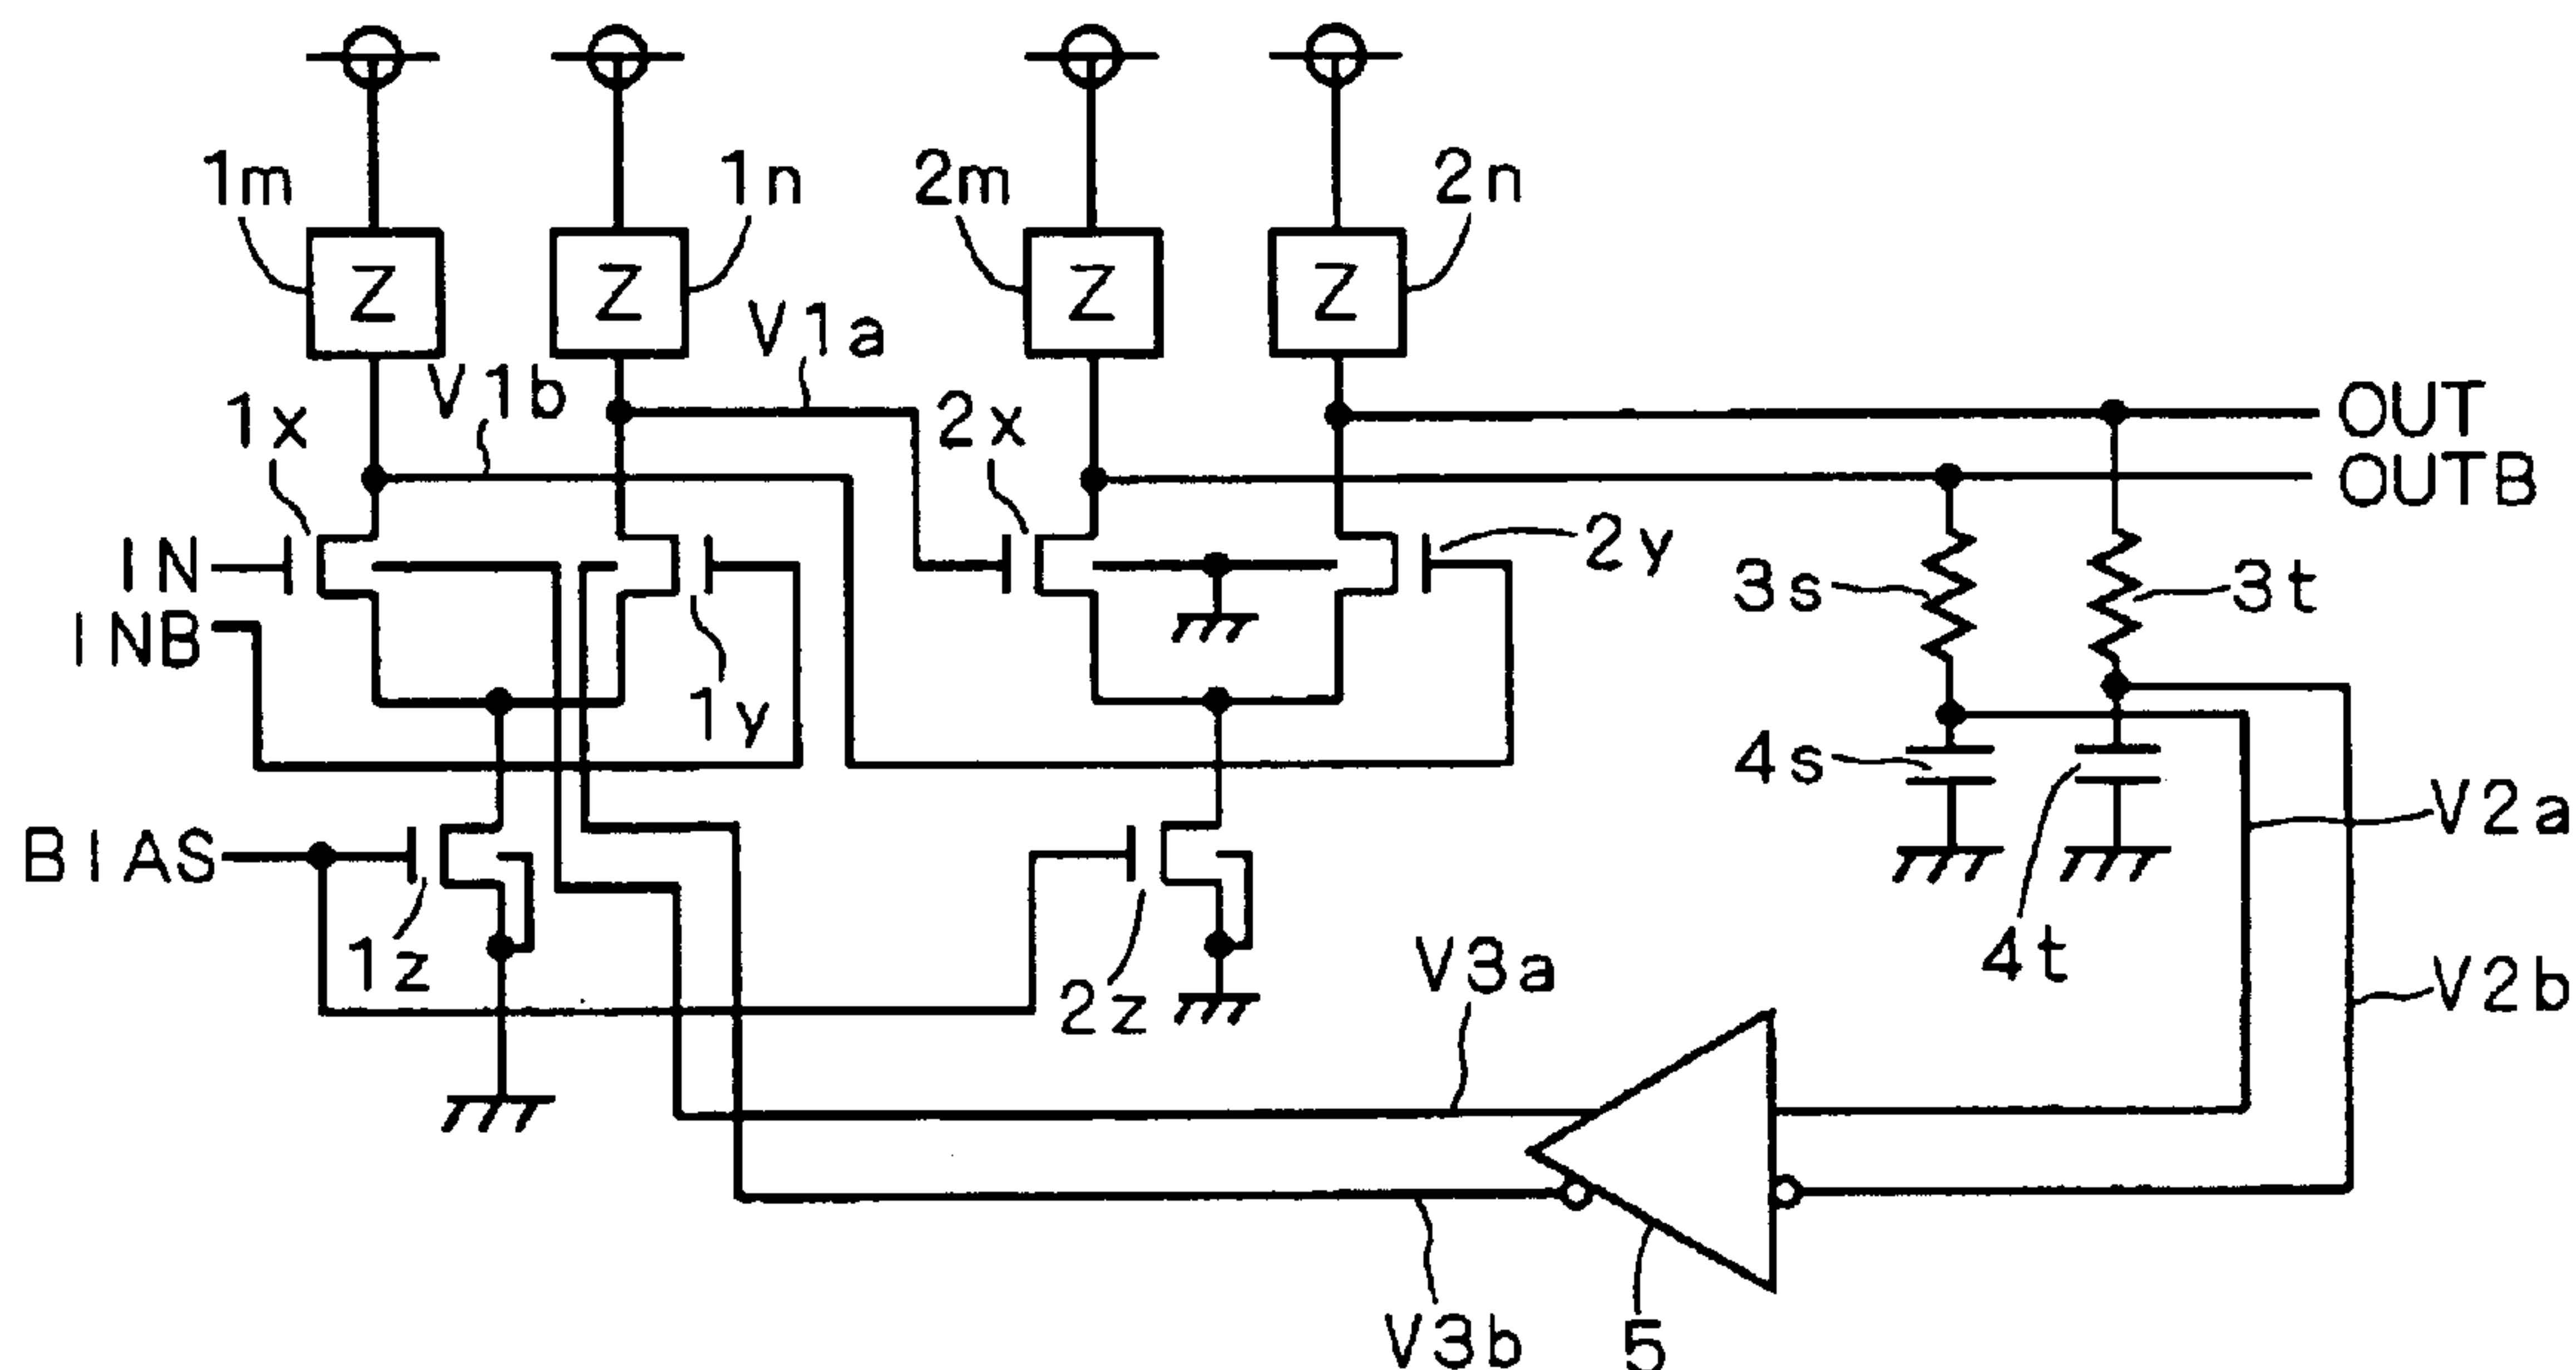 1m
1n
2m
2n
Z
Z
Z
Z
V1a
V1b
1x
2x
OUT
OUTB
IN
INB
2y
3s
3t
1y
4s
4t
V2a
BIAS
1z
2z
V3a
V2b
V3b
5